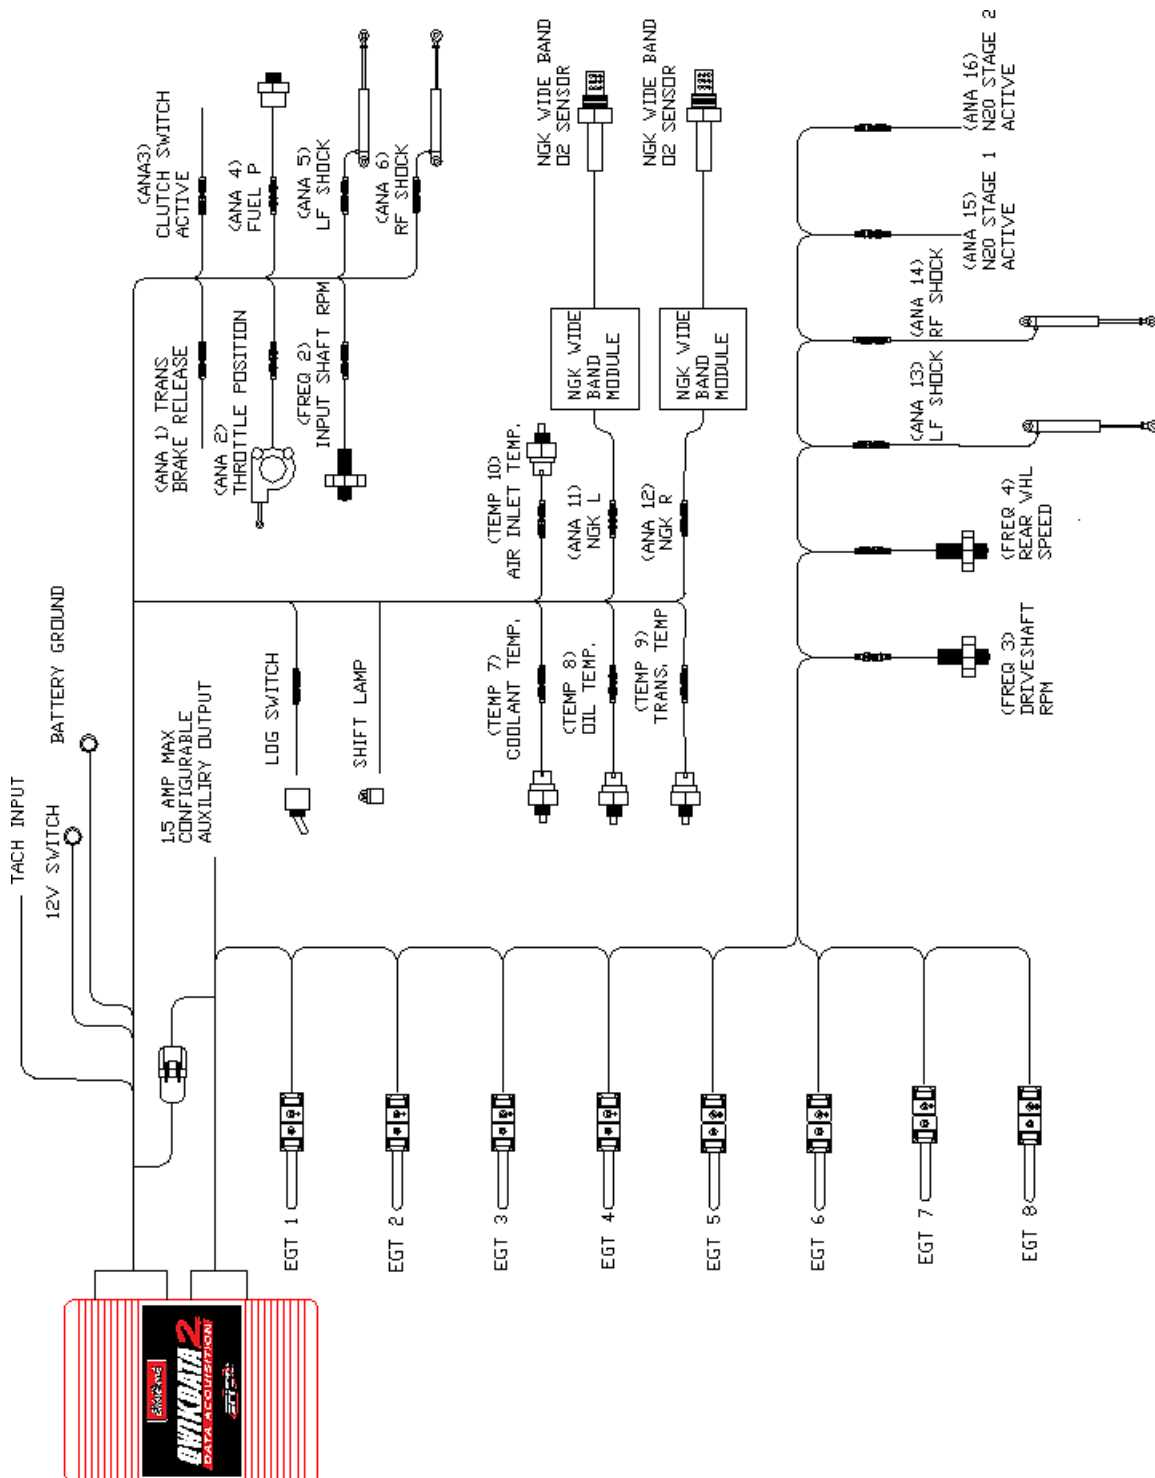 TACH INPUT
12V SWITCH
BATTERY GROUND
1.5 AMP MAX
CONFIGURABLE
AUXILIRY OUTPUT
LOG SWITCH
SHIFT LAMP
(ANA 1) TRANS
BRAKE RELEASE
(ANA 2)
THROTTLE POSITION
(FREQ 2)
INPUT SHAFT RPM
(ANA3)
CLUTCH SWITCH
ACTIVE
(ANA 4)
FUEL P
(ANA 5)
LF SHOCK
(ANA 6)
RF SHOCK
(TEMP 7)
COOLANT TEMP.
(TEMP 8)
OIL TEMP.
(TEMP 9)
TRANS. TEMP
(TEMP 10)
AIR INLET TEMP.
(ANA 11)
NGK L
(ANA 12)
NGK R
NGK WIDE
BAND
MODULE
NGK WIDE
BAND
MODULE
NGK WIDE BAND
O2 SENSOR
NGK WIDE BAND
O2 SENSOR
(FREQ 3)
DRIVESHAFT
RPM
(FREQ 4)
REAR WHL
SPEED
(ANA 13)
LF SHOCK
(ANA 14)
RF SHOCK
(ANA 15)
N20 STAGE 1
ACTIVE
(ANA 16)
N20 STAGE 2
ACTIVE
EGT 1
EGT 2
EGT 3
EGT 4
EGT 5
EGT 6
EGT 7
EGT 8
QWIKDATA 2
DATA ACQUISITION